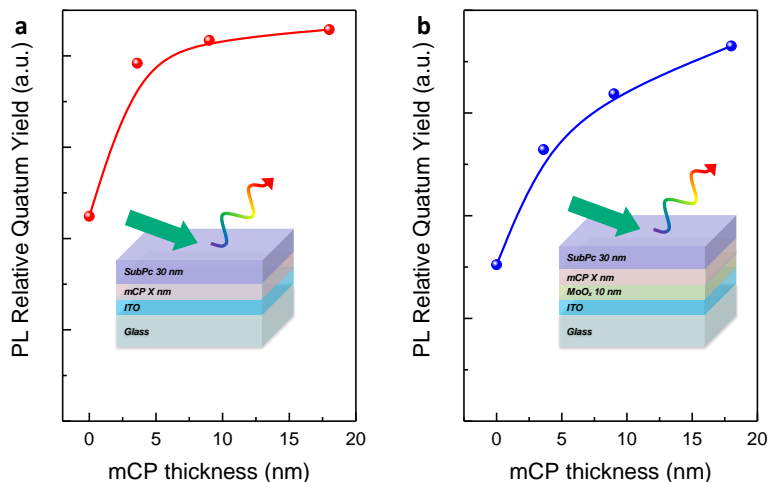 a
PL Relative Quatum Yield (a.u.)
SubPc 30 nm
mCP X nm
ITO
Glass
0 5 10 15 20
mCP thickness (nm)
b
PL Relative Quatum Yield (a.u.)
SubPc 30 nm
mCP X nm
MoOₓ 10 nm
ITO
Glass
0 5 10 15 20
mCP thickness (nm)